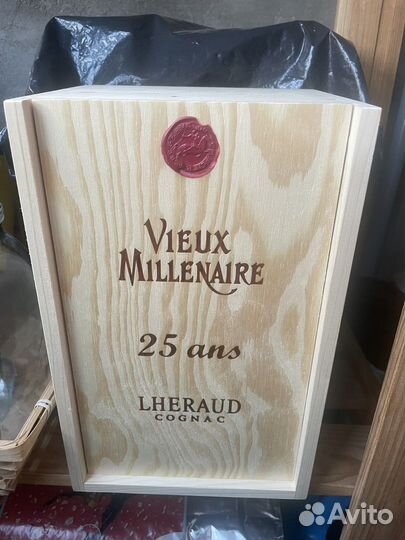 VIEUX
MILLENAIRE
25 ans
LHERAUD
COGNAC
Avito